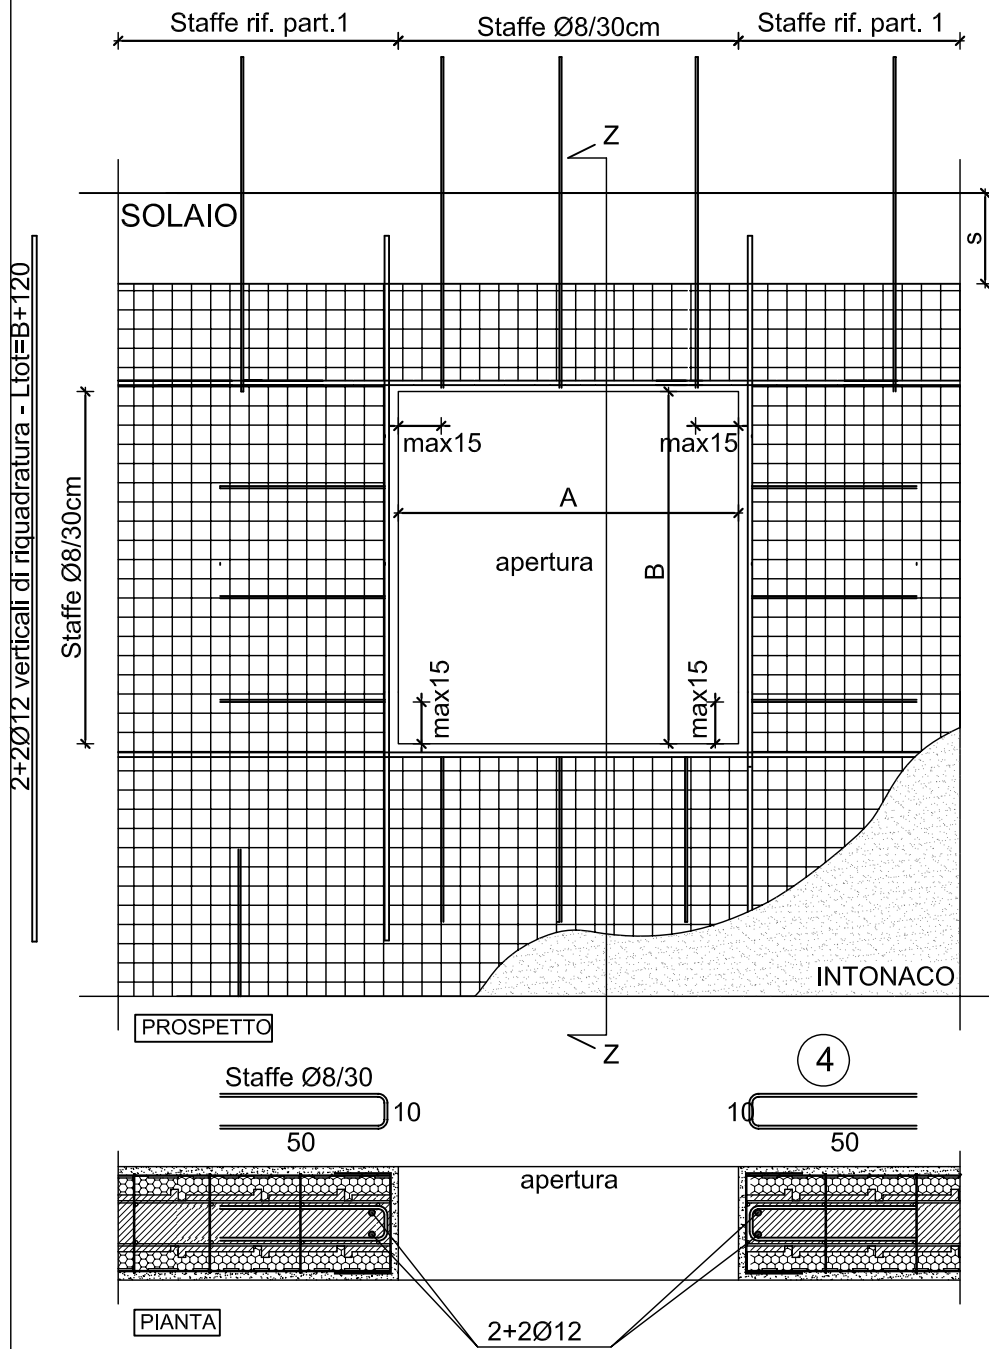 Staffe rif. part.1
Staffe Ø8/30cm
Staffe rif. part. 1
Z
SOLAIO
s
2+2Ø12 verticali di riquadratura - Ltot=B+120
Staffe Ø8/30cm
max15
max15
A
apertura
B
max15
max15
INTONACO
PROSPETTO
Z
4
Staffe Ø8/30
10
50
10
50
apertura
PIANTA
2+2Ø12